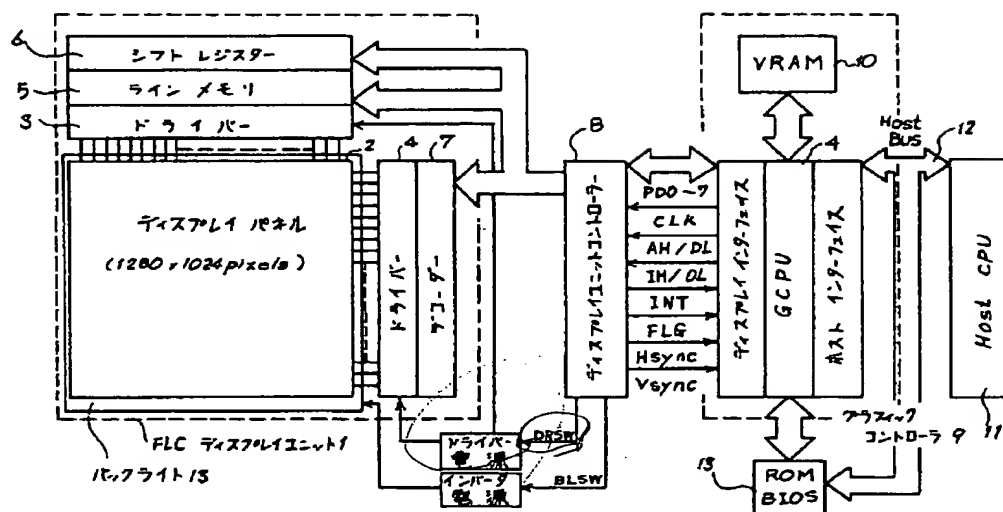 6
シフト レジスター
5
ライン メモリ
3
ドライバー
2
4
7
ディスプレイ パネル
(1280 x 1024 pixels)
ドライバー
デコーダー
FLC ディスプレイユニット1
バックライト 13
ドライバー
電源
インバータ
電源
DRSW
BLSW
8
ディスプレイユニットコントローラー
PD0~7
CLK
AH/DL
IH/DL
INT
FLG
Hsync
Vsync
VRAM
10
4
ディスプレイ インターフェイス
GCPU
ホスト インターフェイス
Host
BUS
12
Host CPU
11
グラフィック
コントローラ 9
13
ROM
BIOS